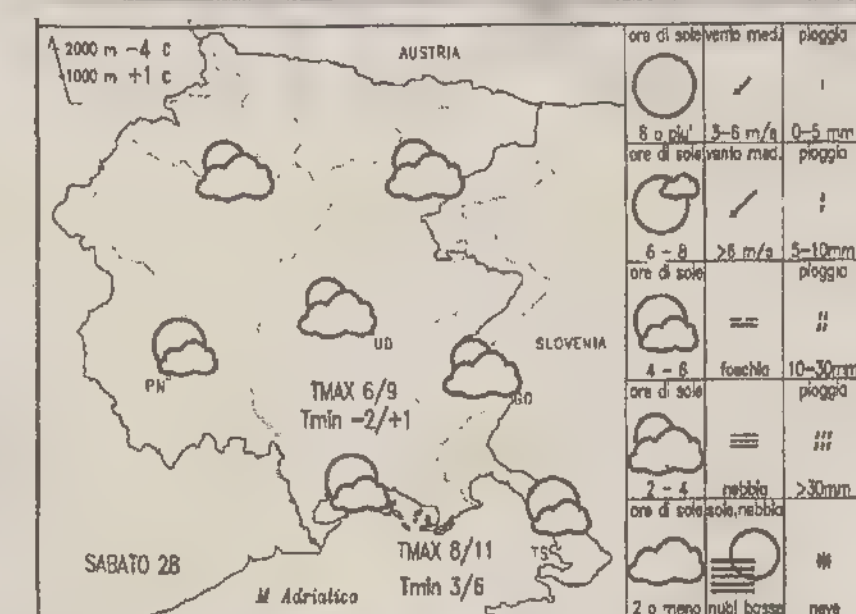 2000 m -4 c
1000 m +1 c
AUSTRIA
UD
SLOVENIA
PN
GO
TMAX 6/9
Tmin -2/+1
TMAX 8/11
TS
SABATO 28
Tmin 3/6
M Adriatico
ore di sole vento med. pioggia
8 o piu' 3-6 m/s 0-5 mm
ore di sole vento med. pioggia
6 - 8 >6 m/s 5-10mm
ore di sole pioggia
4 - 6 foschia 10-30mm
ore di sole pioggia
2 - 4 nebbia >30mm
ore di sole sole,nebbia
2 o meno nubi basse neve